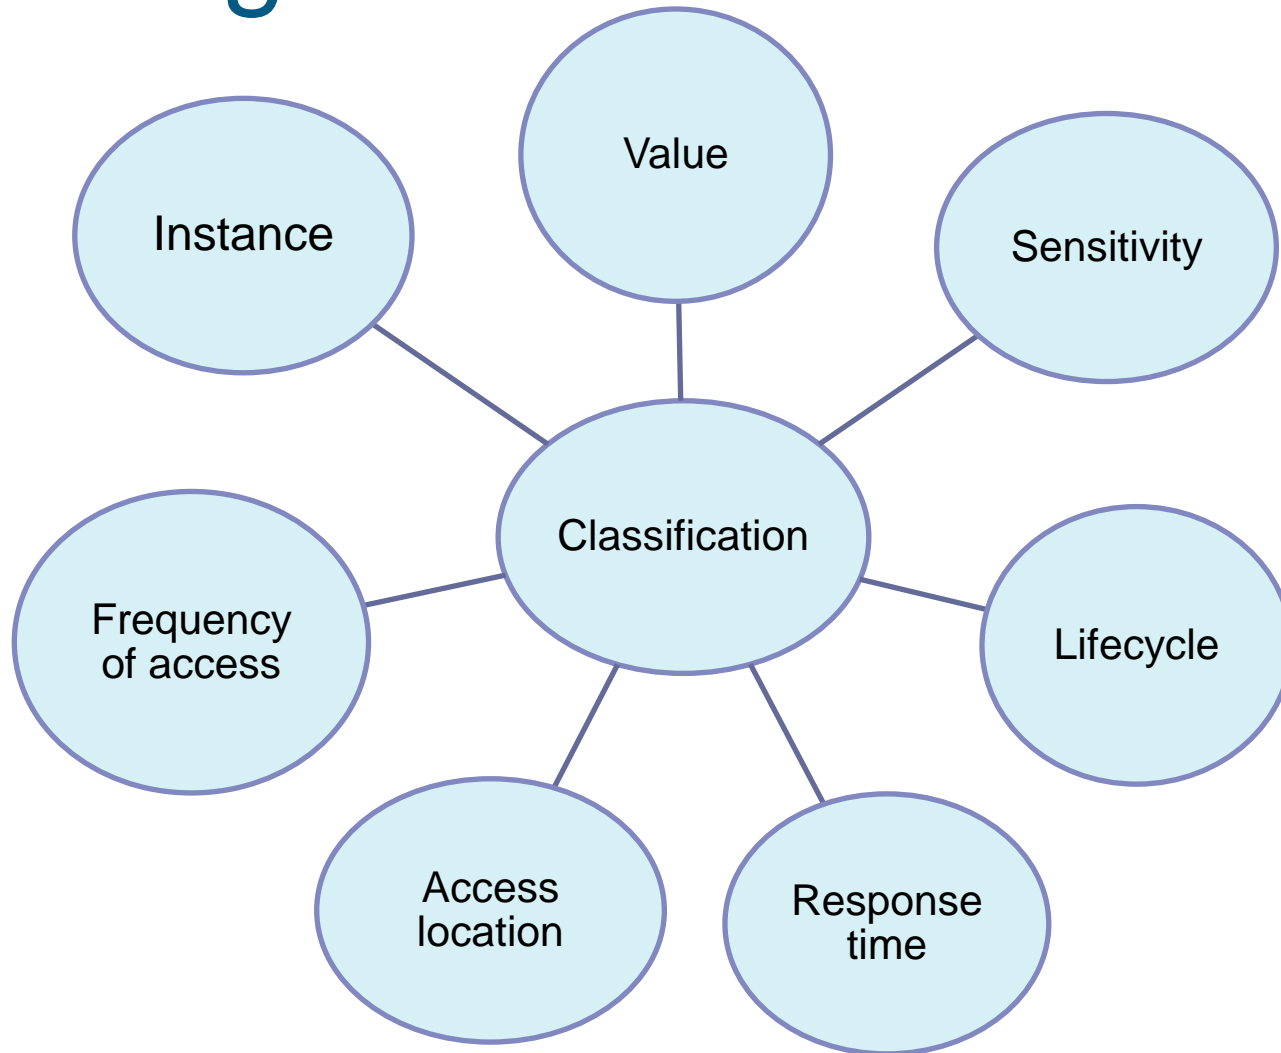 Value
Instance
Sensitivity
Classification
Frequency
of access
Lifecycle
Access
location
Response
time